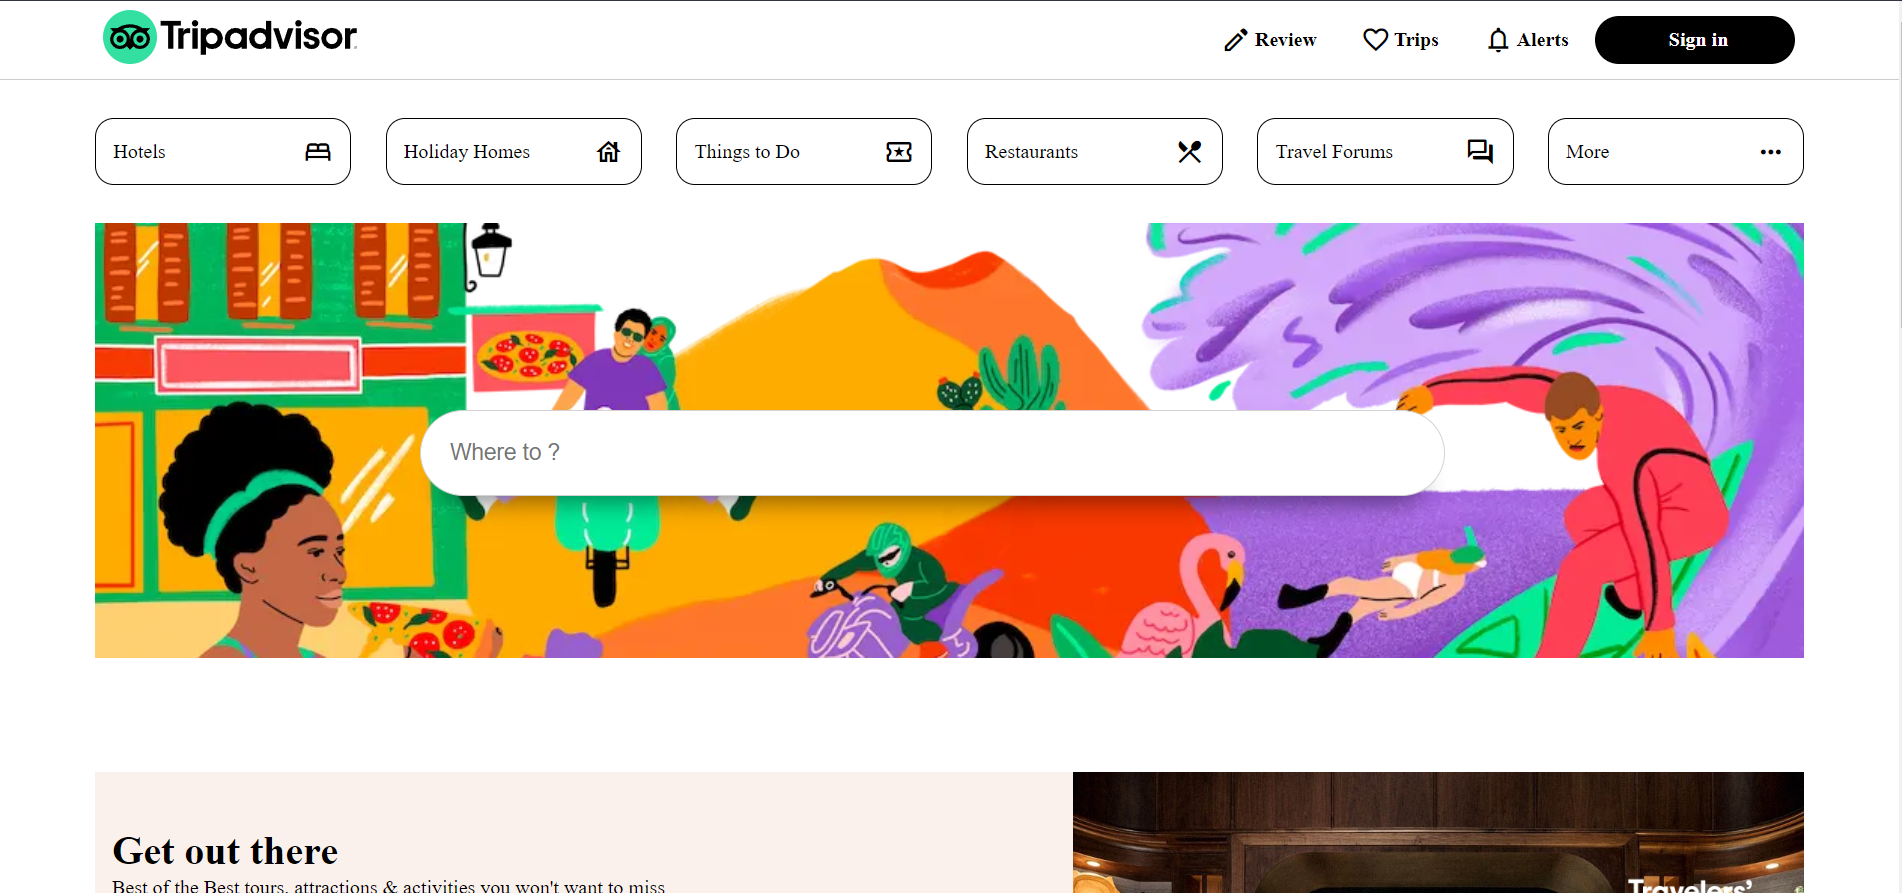 Tripadvisor
Review
Trips
Alerts
Sign in
Hotels
Holiday Homes
Things to Do
Restaurants
Travel Forums
More
Where to ?
Get out there
Best of the Best tours, attractions & activities you won't want to miss
Travelers'